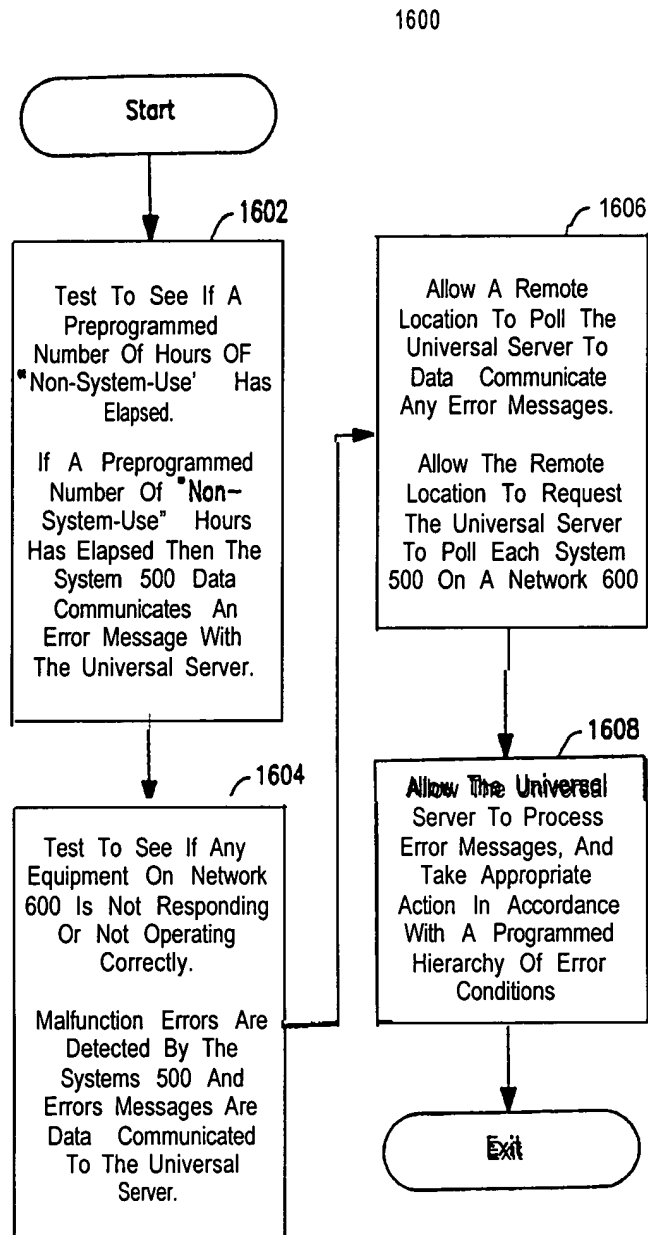 1600
Start
1602
Test To See If A
Preprogrammed
Number Of Hours OF
"Non-System-Use' Has
Elapsed.
If A Preprogrammed
Number Of "Non-
System-Use" Hours
Has Elapsed Then The
System 500 Data
Communicates An
Error Message With
The Universal Server.
1604
Test To See If Any
Equipment On Network
600 Is Not Responding
Or Not Operating
Correctly.
Malfunction Errors Are
Detected By The
Systems 500 And
Errors Messages Are
Data Communicated
To The Universal
Server.
1606
Allow A Remote
Location To Poll The
Universal Server To
Data Communicate
Any Error Messages.
Allow The Remote
Location To Request
The Universal Server
To Poll Each System
500 On A Network 600
1608
Allow The Universal
Server To Process
Error Messages, And
Take Appropriate
Action In Accordance
With A Programmed
Hierarchy Of Error
Conditions
Exit